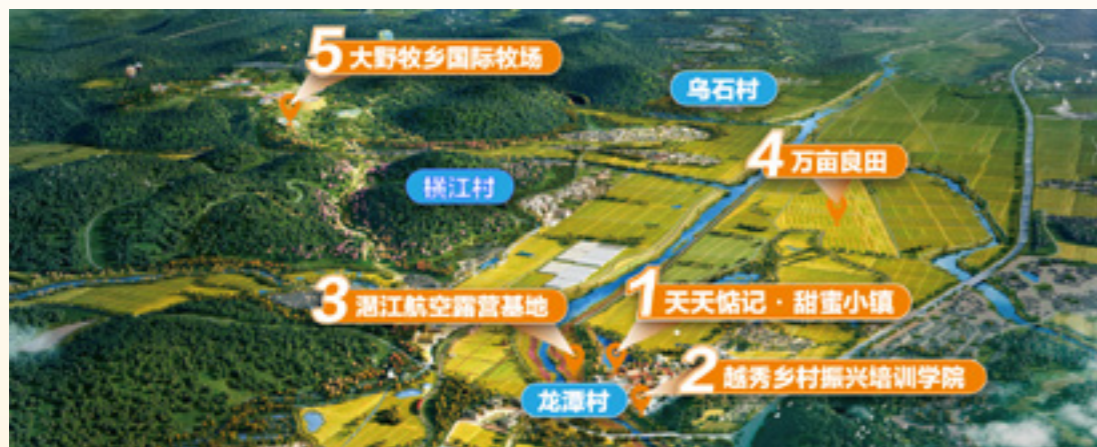 5 大野牧乡国际牧场
乌石村
4 万亩良田
横江村
3 潖江航空露营基地
1 天天惦记·甜蜜小镇
2 越秀乡村振兴培训学院
龙潭村